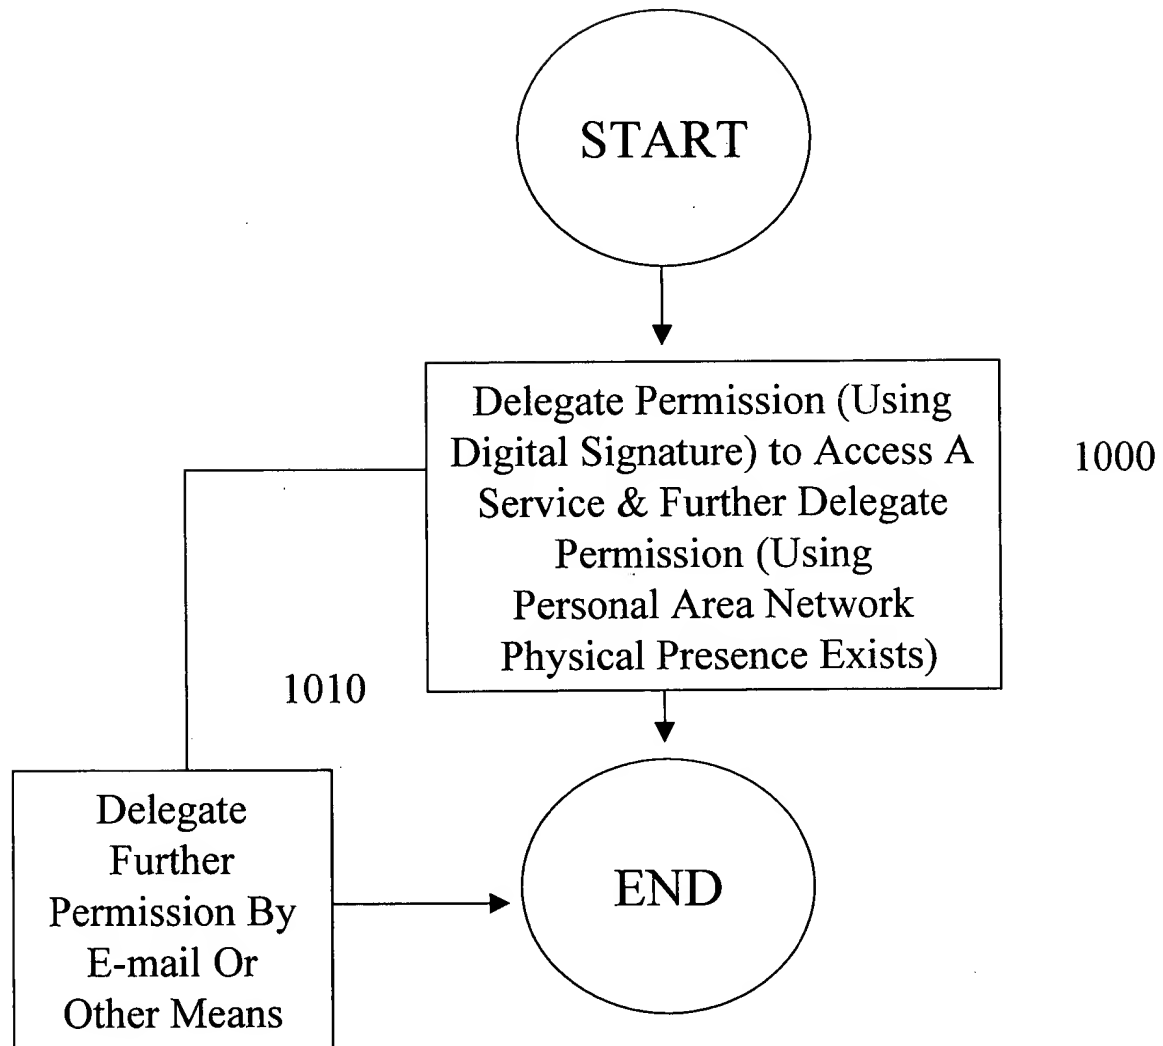 START
Delegate Permission (Using
Digital Signature) to Access A
Service & Further Delegate
Permission (Using
Personal Area Network
Physical Presence Exists)
1000
1010
Delegate
Further
Permission By
E-mail Or
Other Means
END